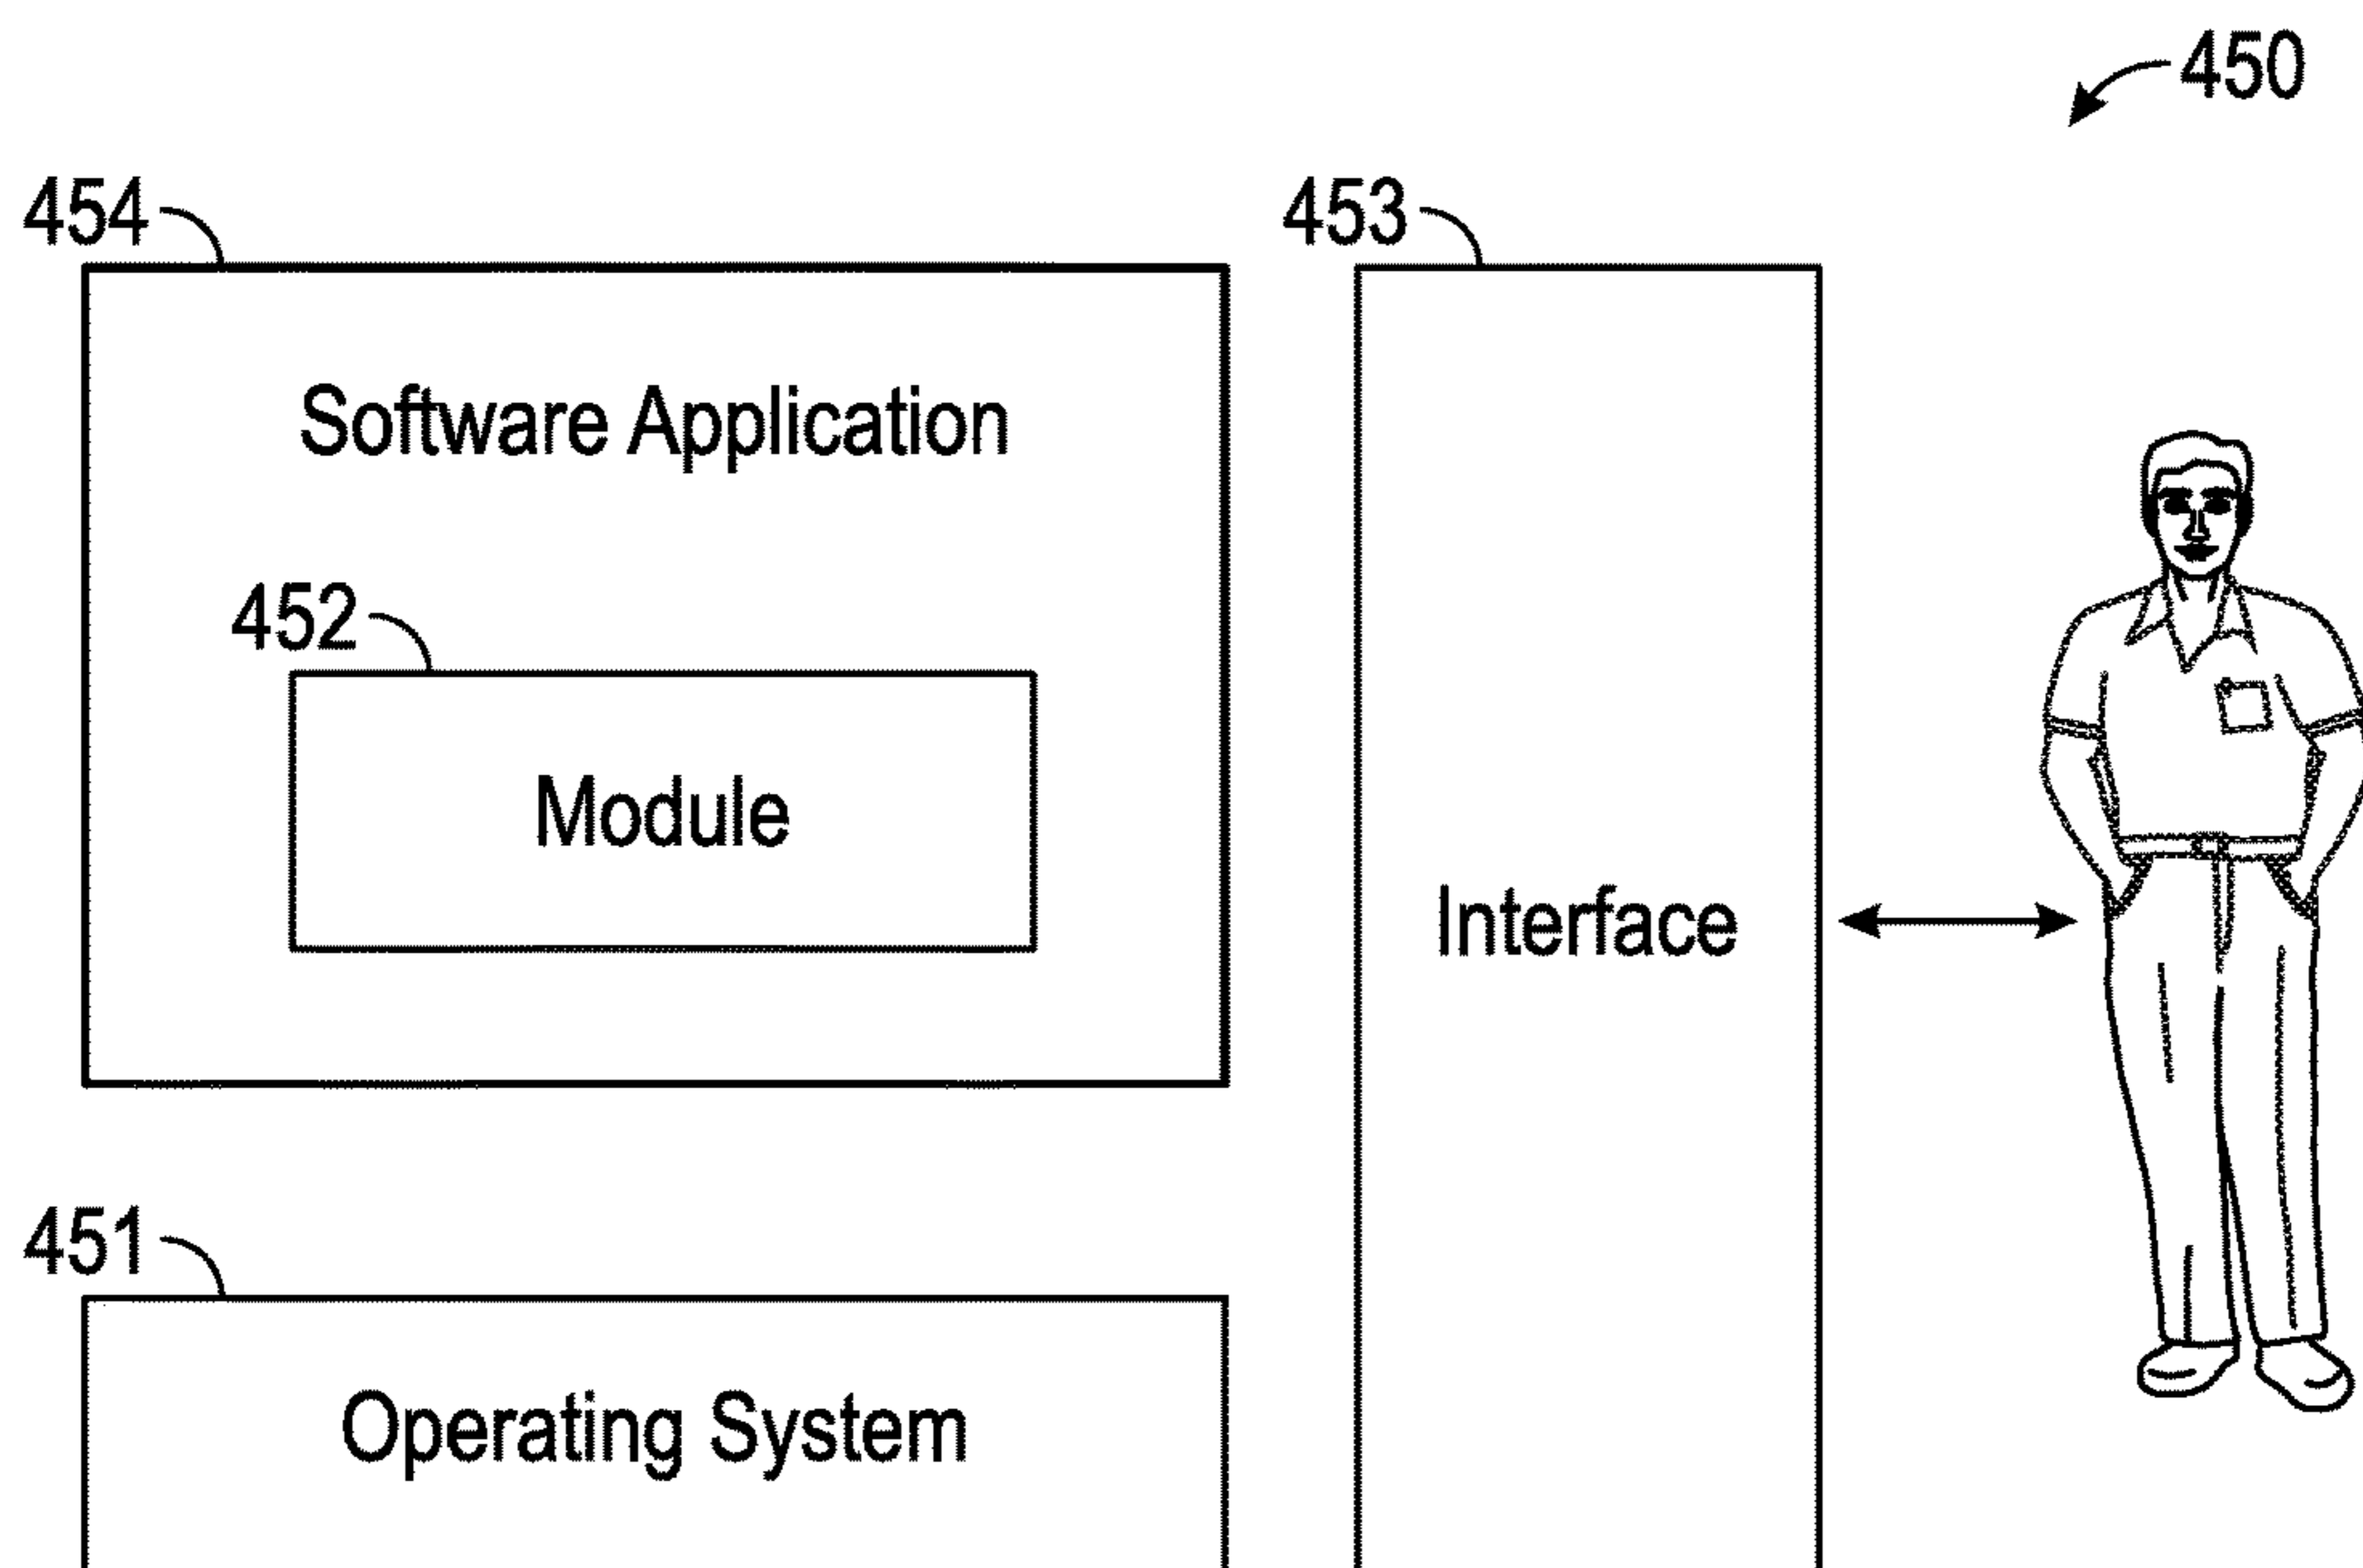 450
454
453
Software Application
452
Module
Interface
451
Operating System